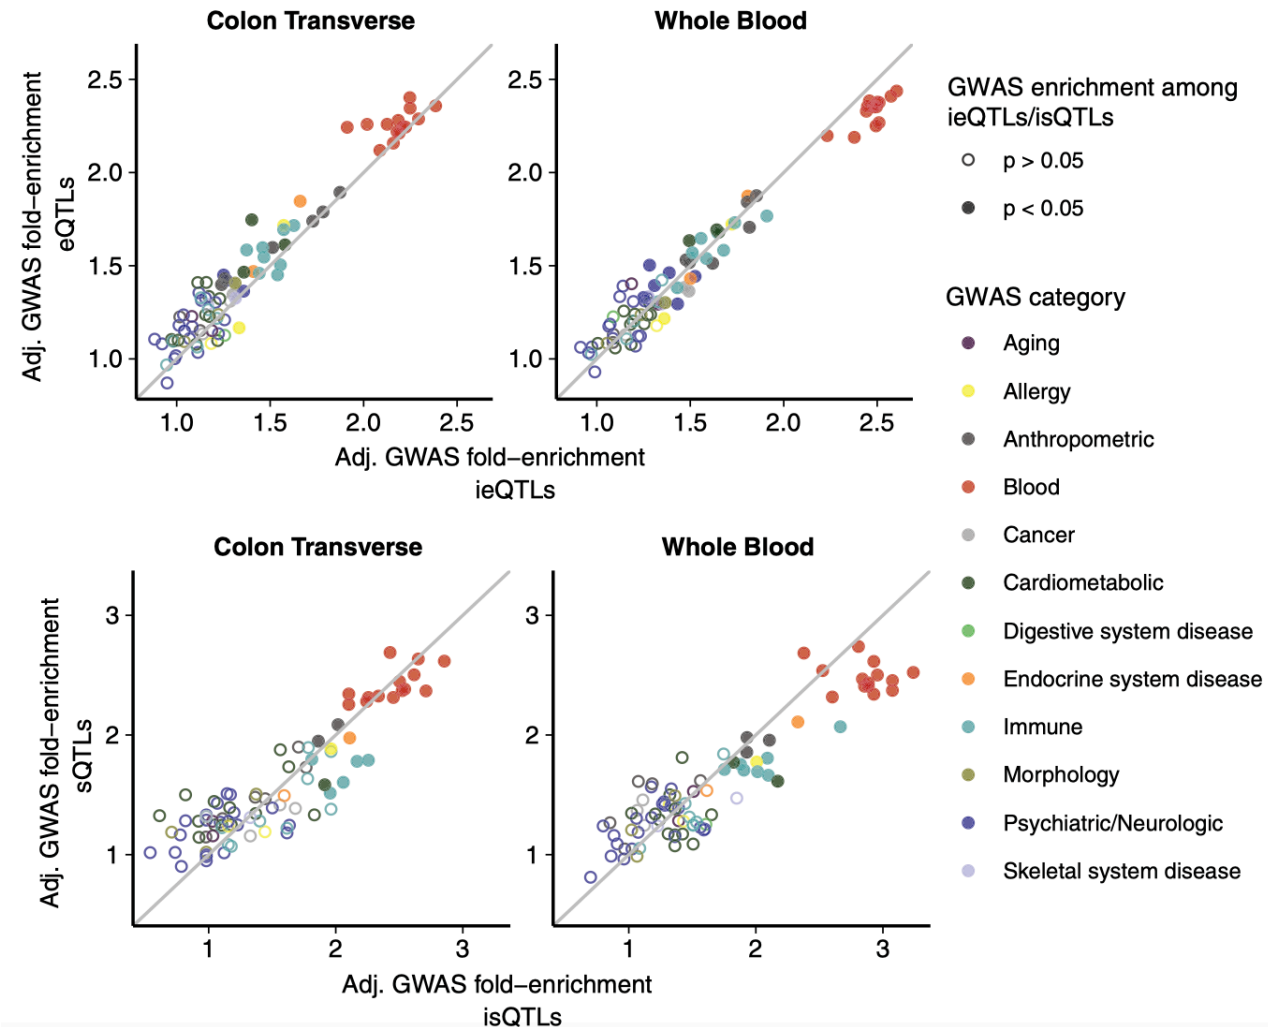 Colon Transverse
Whole Blood
Adj. GWAS fold−enrichment
eQTLs
2.5
2.0
1.5
1.0
2.5
2.0
1.5
1.0
1.0 1.5 2.0 2.5
1.0 1.5 2.0 2.5
Adj. GWAS fold−enrichment
ieQTLs
GWAS enrichment among
ieQTLs/isQTLs
p > 0.05
p < 0.05
GWAS category
Aging
Allergy
Anthropometric
Blood
Cancer
Cardiometabolic
Digestive system disease
Endocrine system disease
Immune
Morphology
Psychiatric/Neurologic
Skeletal system disease
Colon Transverse
Whole Blood
Adj. GWAS fold−enrichment
sQTLs
3
2
1
3
2
1
1 2 3
1 2 3
Adj. GWAS fold−enrichment
isQTLs